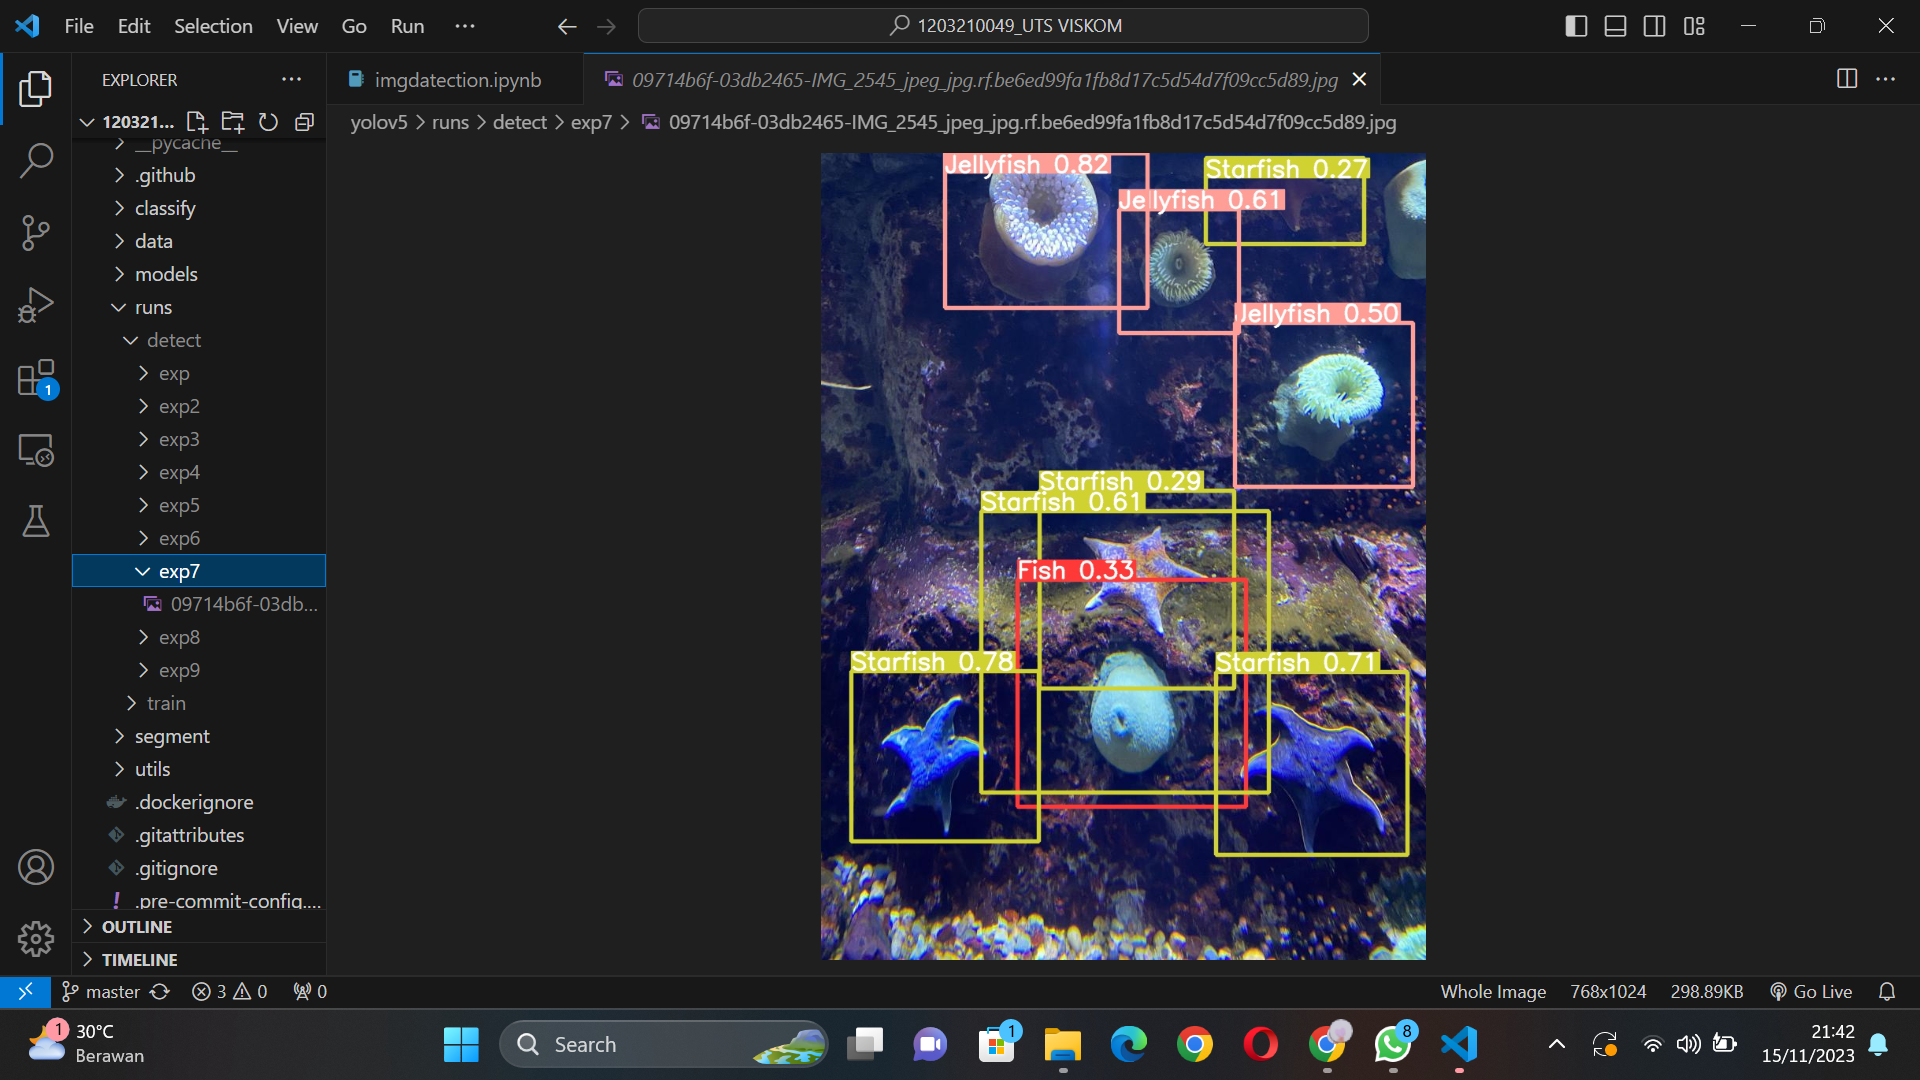 File Edit Selection View Go Run ···
1203210049_UTS VISKOM
EXPLORER
imgdatection.ipynb
09714b6f-03db2465-IMG_2545_jpeg_jpg.rf.be6ed99fa1fb8d17c5d54d7f09cc5d89.jpg
120321...
yolov5 > runs > detect > exp7 > 09714b6f-03db2465-IMG_2545_jpeg_jpg.rf.be6ed99fa1fb8d17c5d54d7f09cc5d89.jpg
__pycache__
.github
classify
data
models
runs
detect
exp
exp2
exp3
exp4
exp5
exp6
exp7
09714b6f-03db...
exp8
exp9
train
segment
utils
.dockerignore
.gitattributes
.gitignore
.pre-commit-config....
OUTLINE
TIMELINE
1
Jellyfish 0.82
Starfish 0.27
Jellyfish 0.61
Jellyfish 0.50
Starfish 0.29
Starfish 0.61
Fish 0.33
Starfish 0.78
Starfish 0.71
master 3 0 0
Whole Image 768x1024 298.89KB Go Live
1
30°C
Berawan
Search
1
8
21:42
15/11/2023